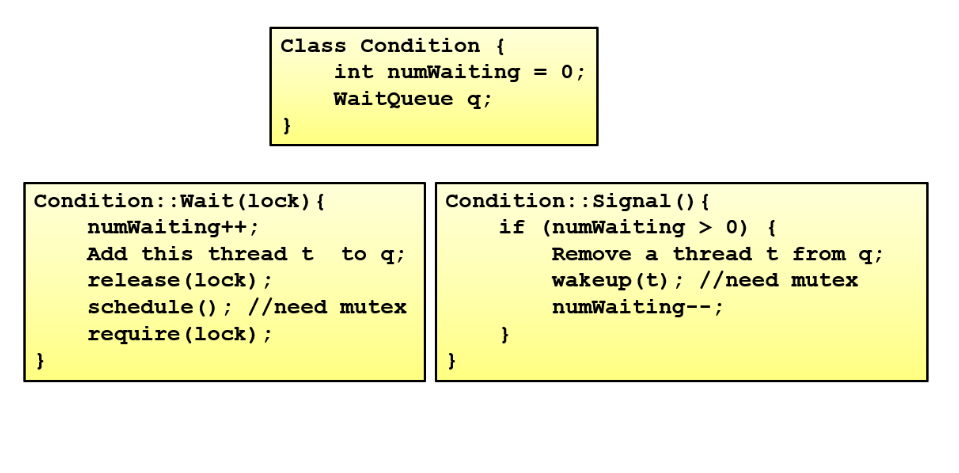 Class Condition {
    int numWaiting = 0;
    WaitQueue q;
}
Condition::Wait(lock){
    numWaiting++;
    Add this thread t  to q;
    release(lock);
    schedule(); //need mutex
    require(lock);
}
Condition::Signal(){
    if (numWaiting > 0) {
        Remove a thread t from q;
        wakeup(t); //need mutex
        numWaiting--;
    }
}